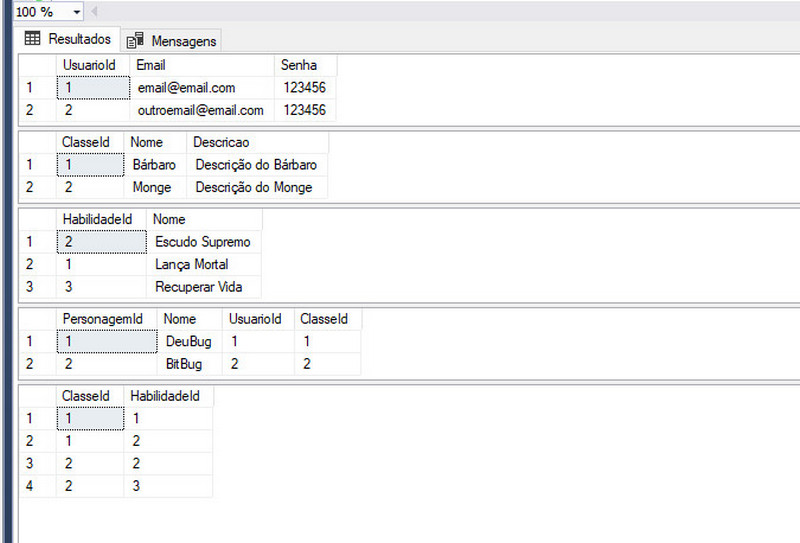 100 %
Resultados Mensagens
UsuarioId Email Senha
1 1 email@email.com 123456
2 2 outroemail@email.com 123456
ClasseId Nome Descricao
1 1 Bárbaro Descrição do Bárbaro
2 2 Monge Descrição do Monge
HabilidadeId Nome
1 2 Escudo Supremo
2 1 Lança Mortal
3 3 Recuperar Vida
PersonagemId Nome UsuarioId ClasseId
1 1 DeuBug 1 1
2 2 BitBug 2 2
ClasseId HabilidadeId
1 1 1
2 1 2
3 2 2
4 2 3